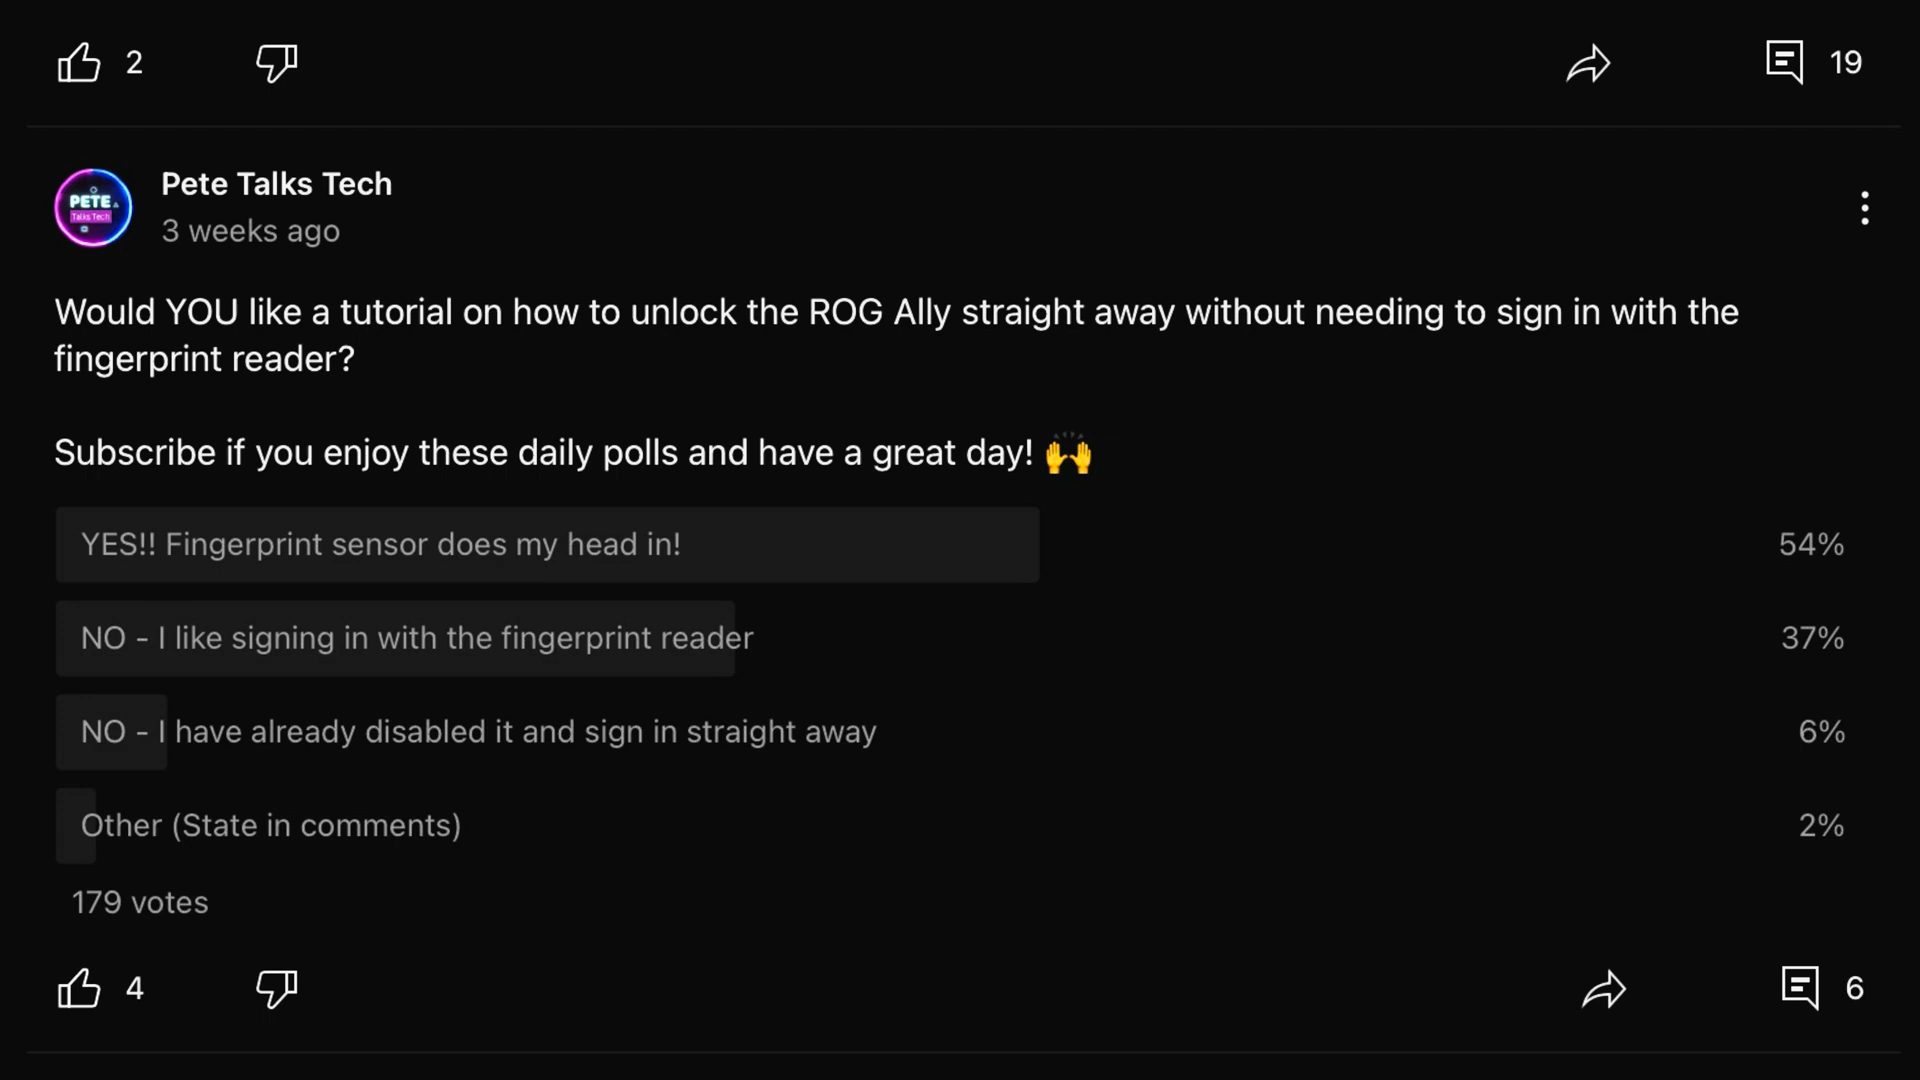 2
19
PETE
Talks Tech
Pete Talks Tech
3 weeks ago
Would YOU like a tutorial on how to unlock the ROG Ally straight away without needing to sign in with the
fingerprint reader?
Subscribe if you enjoy these daily polls and have a great day! 🙌
YES!! Fingerprint sensor does my head in!
54%
NO - I like signing in with the fingerprint reader
37%
NO - I have already disabled it and sign in straight away
6%
Other (State in comments)
2%
179 votes
4
6